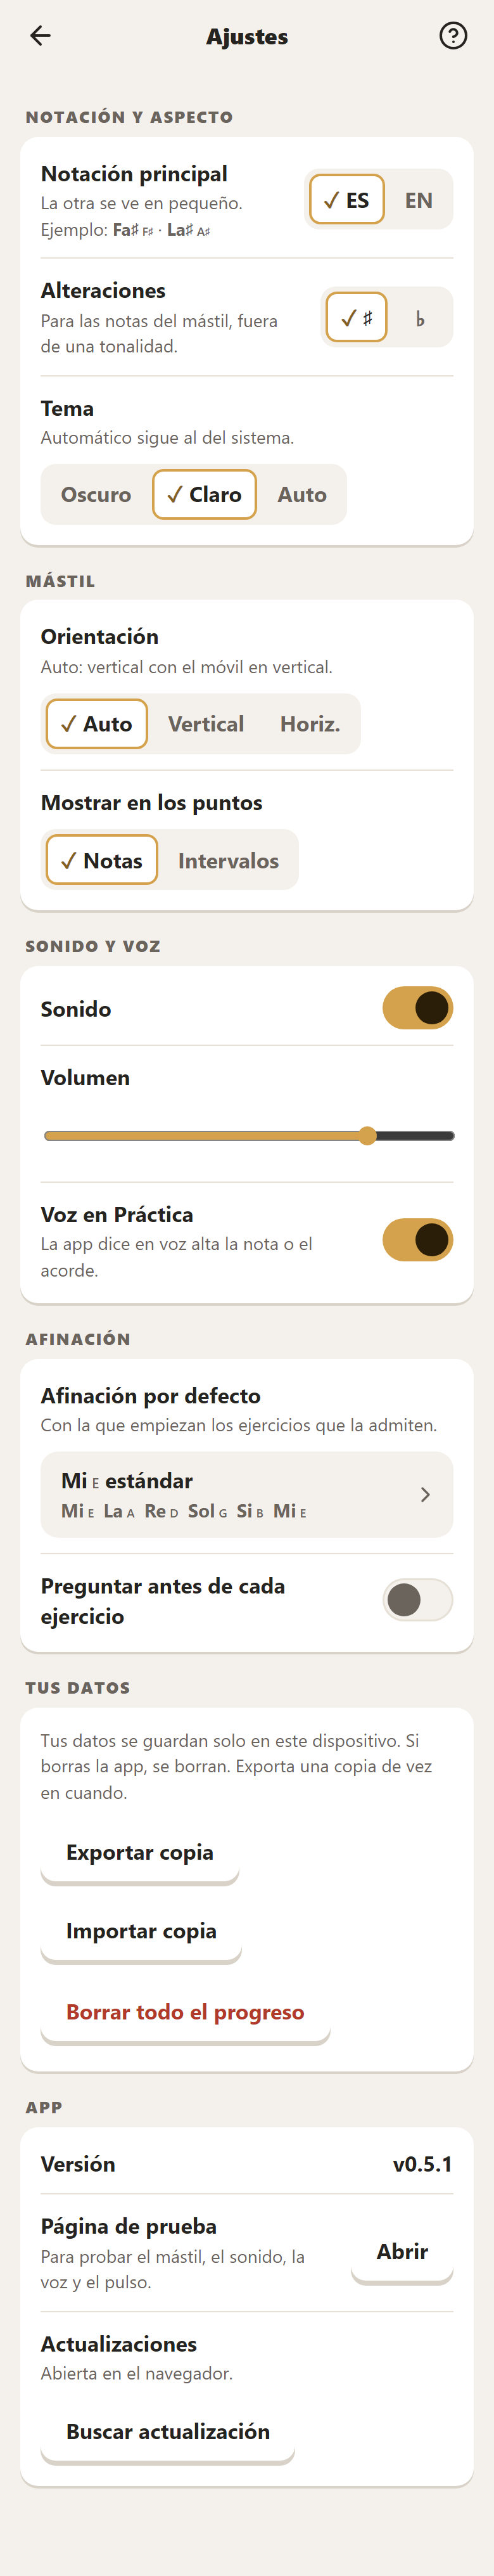 Ajustes
NOTACIÓN Y ASPECTO
Notación principal
La otra se ve en pequeño.
Ejemplo: Fa♯ F♯ · La♯ A♯
✓ ES EN
Alteraciones
Para las notas del mástil, fuera
de una tonalidad.
✓ ♯ ♭
Tema
Automático sigue al del sistema.
Oscuro ✓ Claro Auto
MÁSTIL
Orientación
Auto: vertical con el móvil en vertical.
✓ Auto Vertical Horiz.
Mostrar en los puntos
✓ Notas Intervalos
SONIDO Y VOZ
Sonido
Volumen
Voz en Práctica
La app dice en voz alta la nota o el
acorde.
AFINACIÓN
Afinación por defecto
Con la que empiezan los ejercicios que la admiten.
Mi E estándar
Mi E La A Re D Sol G Si B Mi E
Preguntar antes de cada
ejercicio
TUS DATOS
Tus datos se guardan solo en este dispositivo. Si
borras la app, se borran. Exporta una copia de vez
en cuando.
Exportar copia
Importar copia
Borrar todo el progreso
APP
Versión v0.5.1
Página de prueba
Para probar el mástil, el sonido, la
voz y el pulso.
Abrir
Actualizaciones
Abierta en el navegador.
Buscar actualización